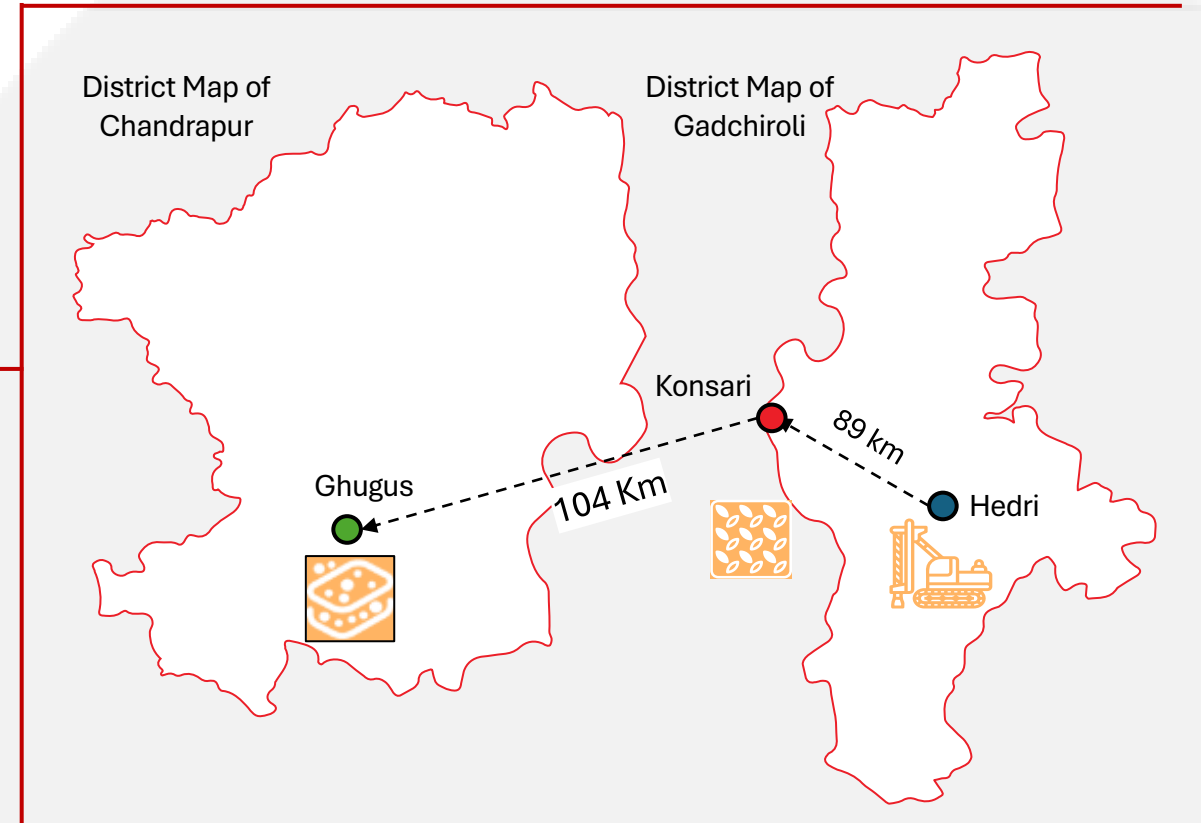 District Map of
Chandrapur
District Map of
Gadchiroli
Konsari
89 km
Ghugus
104 Km
Hedri